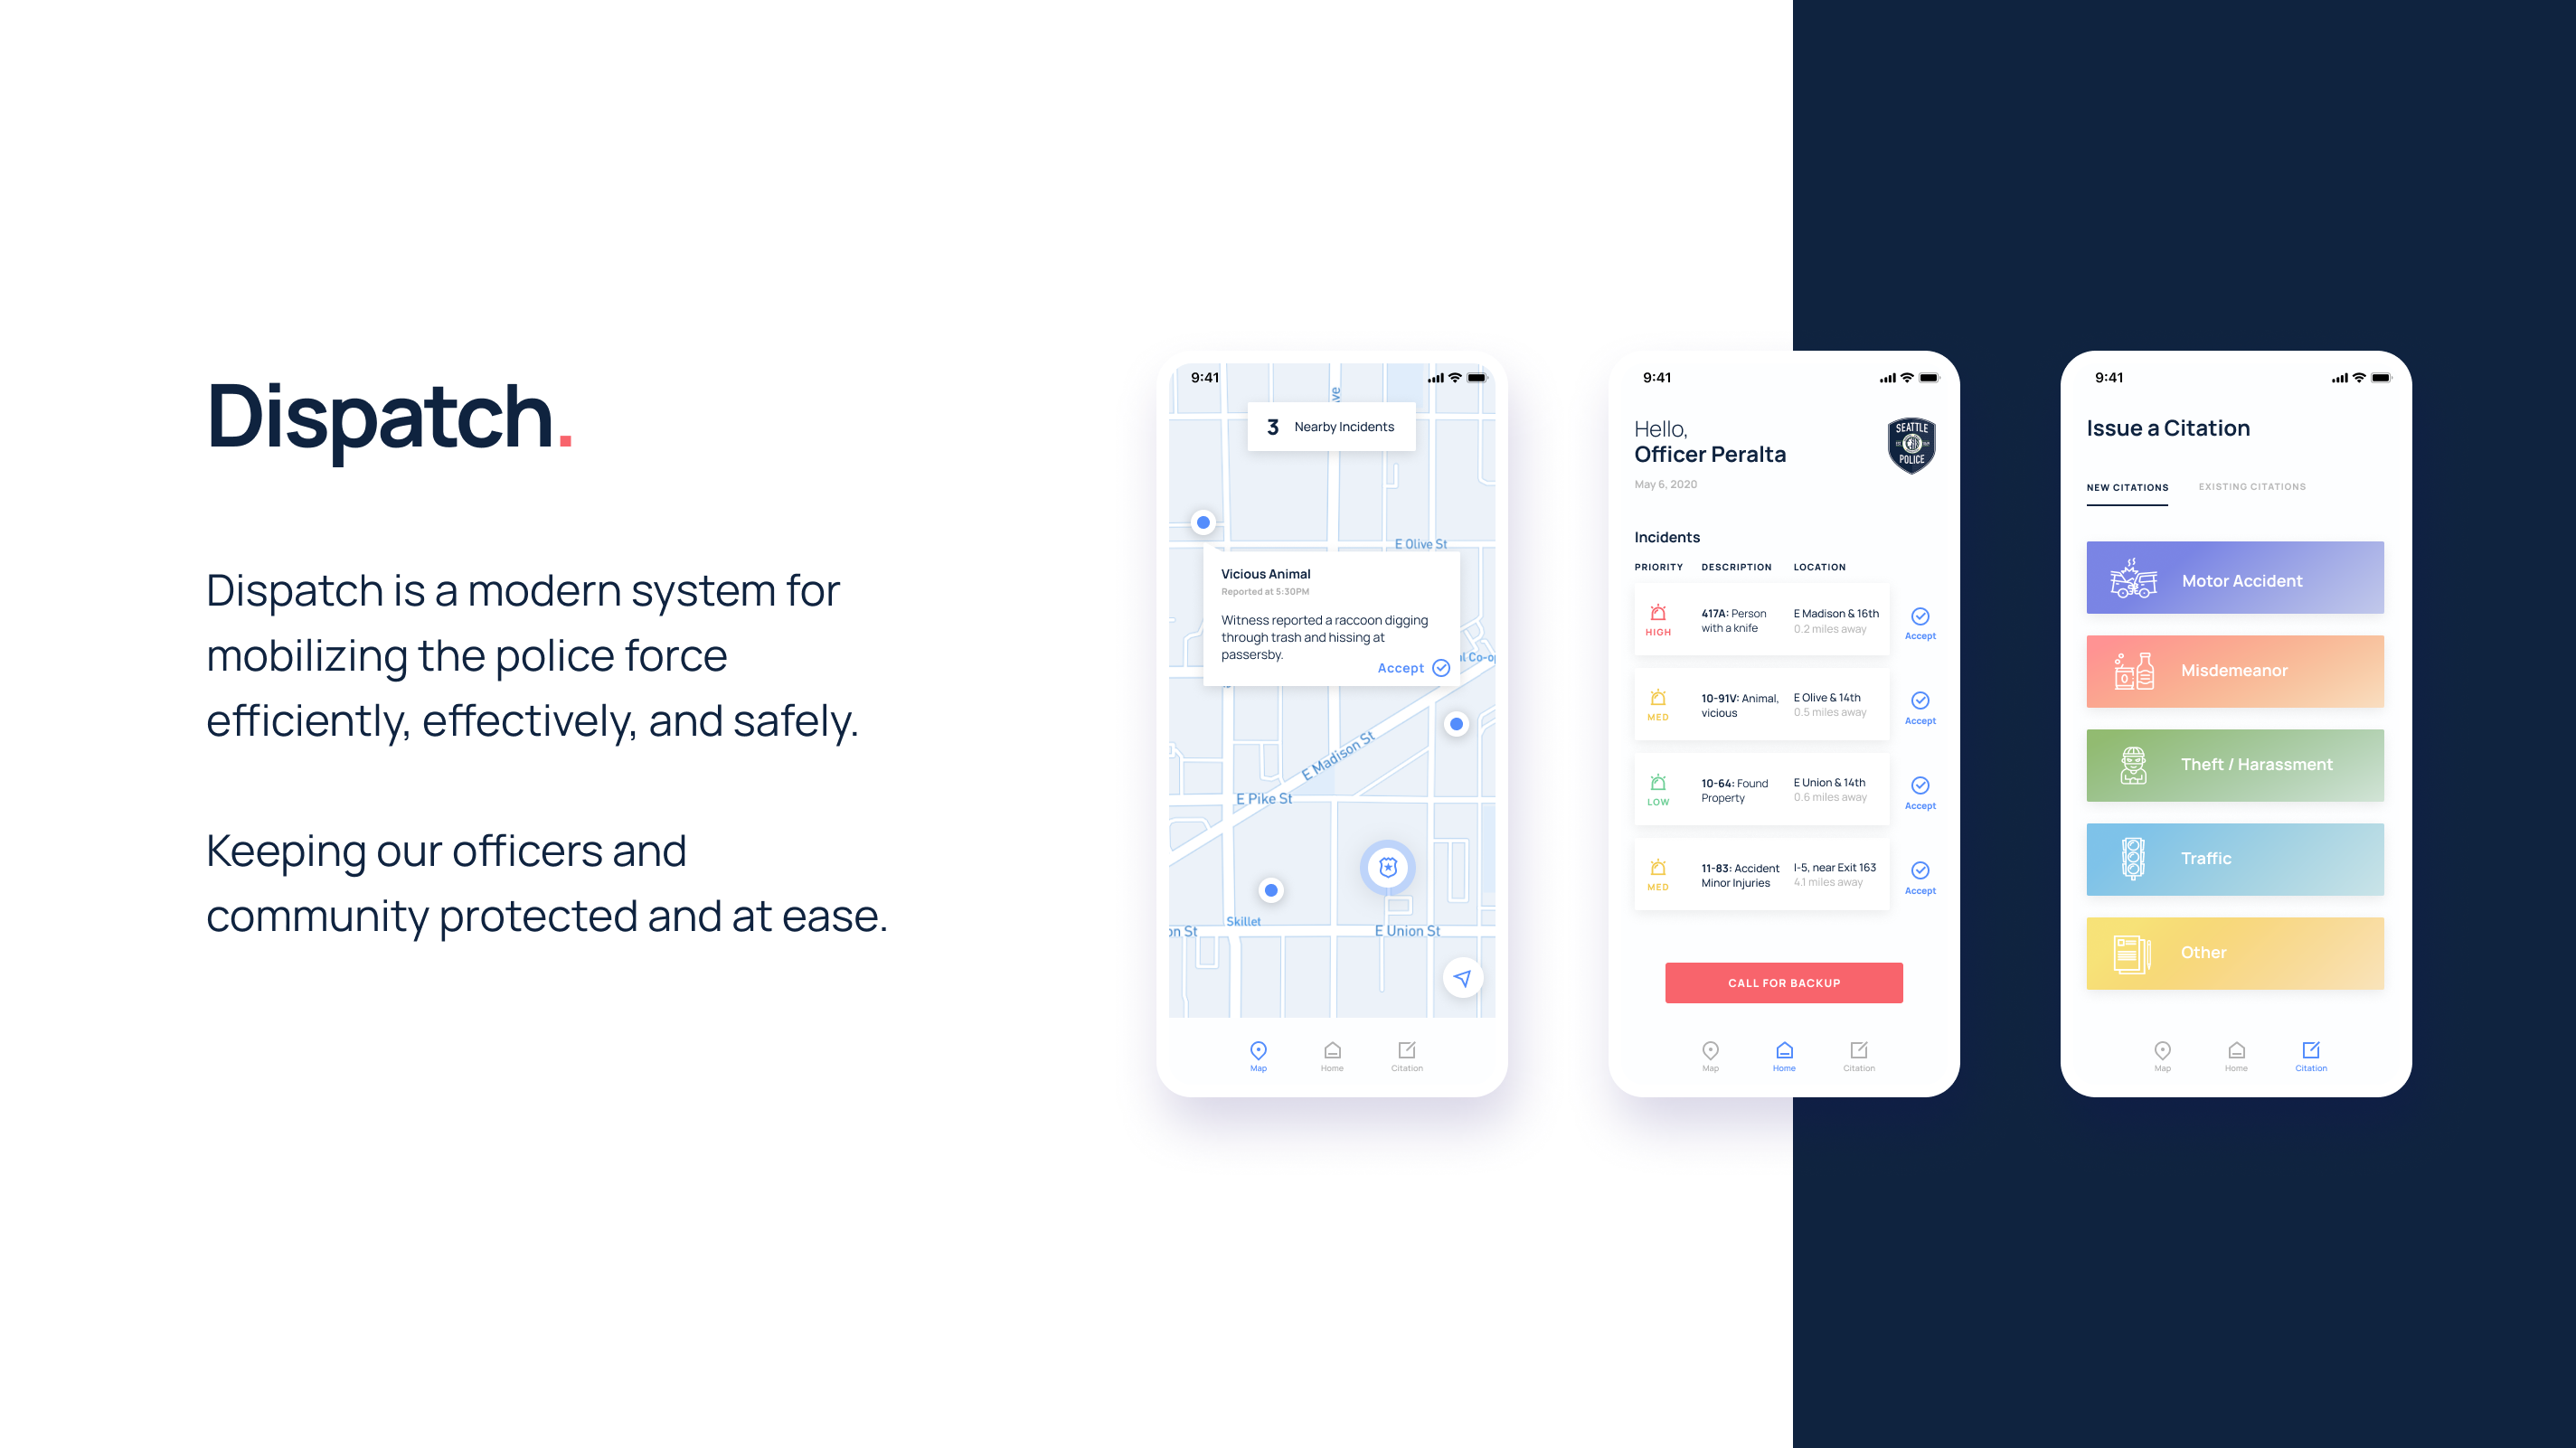 Dispatch.
Dispatch is a modern system for
mobilizing the police force
efficiently, effectively, and safely.
Keeping our officers and
community protected and at ease.
9:41
Ave
3 Nearby Incidents
E Olive St
Vicious Animal
Reported at 5:30PM
Witness reported a raccoon digging
through trash and hissing at
passersby.
Accept
al Co-op
E Madison St
E Pike St
Skillet
on St
E Union St
Map Home Citation
9:41
Hello,
Officer Peralta
May 6, 2020
SEATTLE
POLICE
Incidents
PRIORITY DESCRIPTION LOCATION
HIGH
417A: Person
with a knife
E Madison & 16th
0.2 miles away
Accept
MED
10-91V: Animal,
vicious
E Olive & 14th
0.5 miles away
Accept
LOW
10-64: Found
Property
E Union & 14th
0.6 miles away
Accept
MED
11-83: Accident
Minor Injuries
I-5, near Exit 163
4.1 miles away
Accept
CALL FOR BACKUP
Map Home Citation
9:41
Issue a Citation
NEW CITATIONS EXISTING CITATIONS
Motor Accident
Misdemeanor
Theft / Harassment
Traffic
Other
Map Home Citation